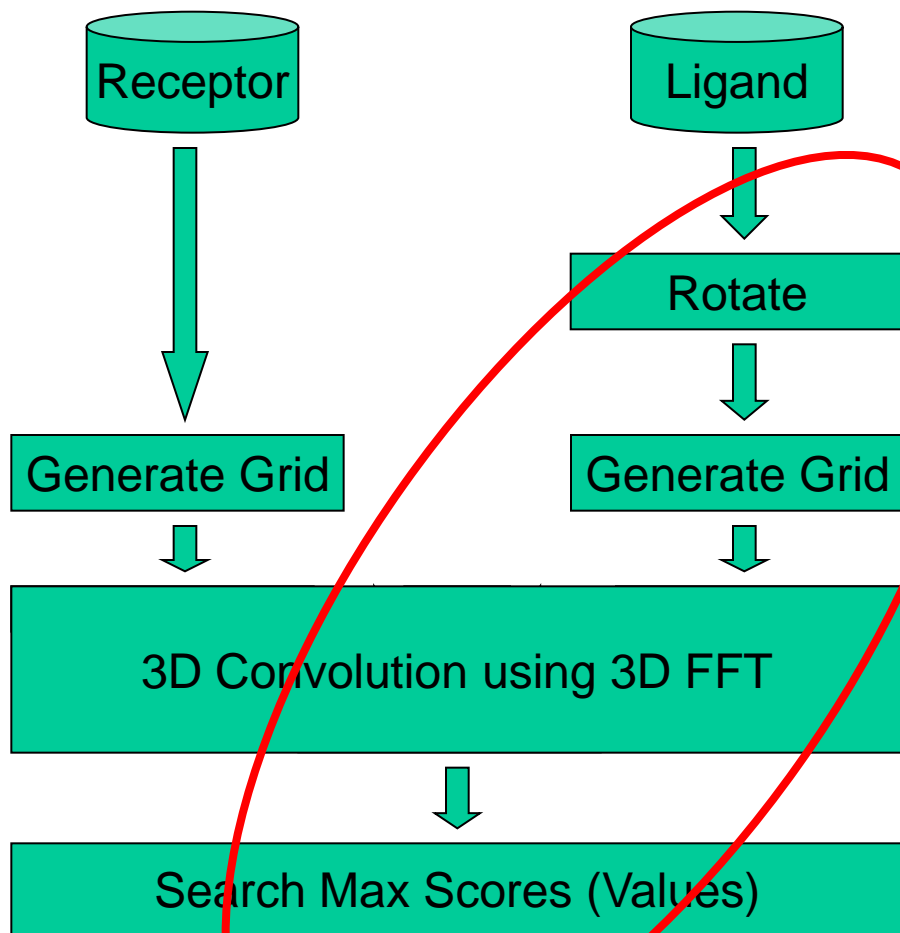 Receptor
Ligand
Rotate
Generate Grid
Generate Grid
3D Convolution using 3D FFT
Search Max Scores (Values)